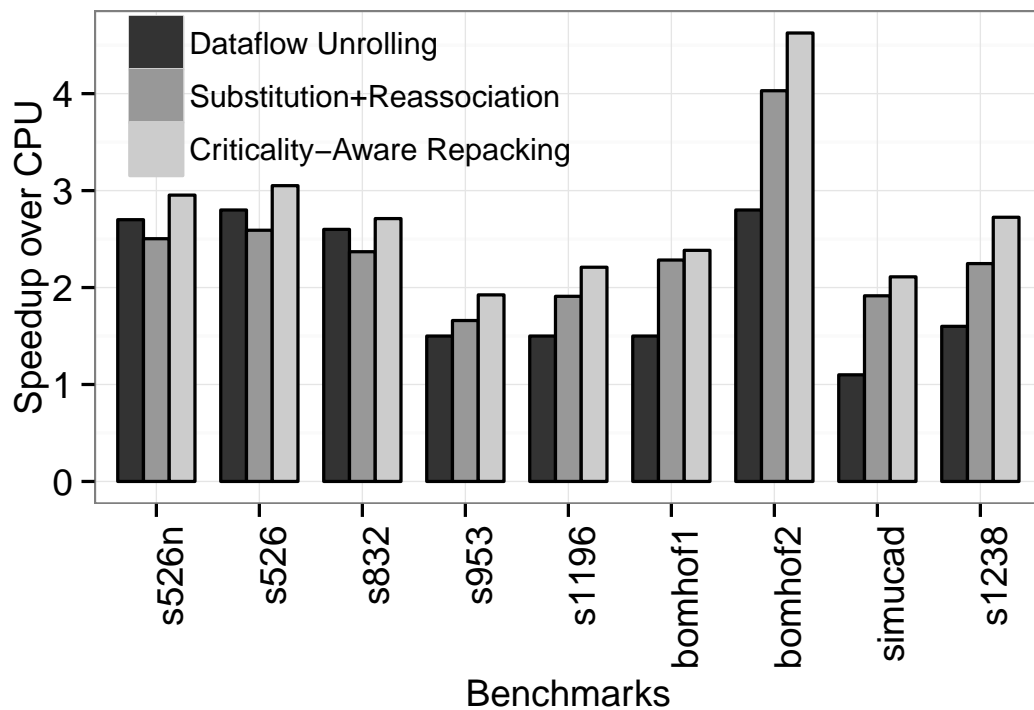 Dataflow Unrolling
Substitution+Reassociation
Criticality−Aware Repacking
Speedup over CPU
4
3
2
1
0
s526n
s526
s832
s953
s1196
bomhof1
bomhof2
simucad
s1238
Benchmarks